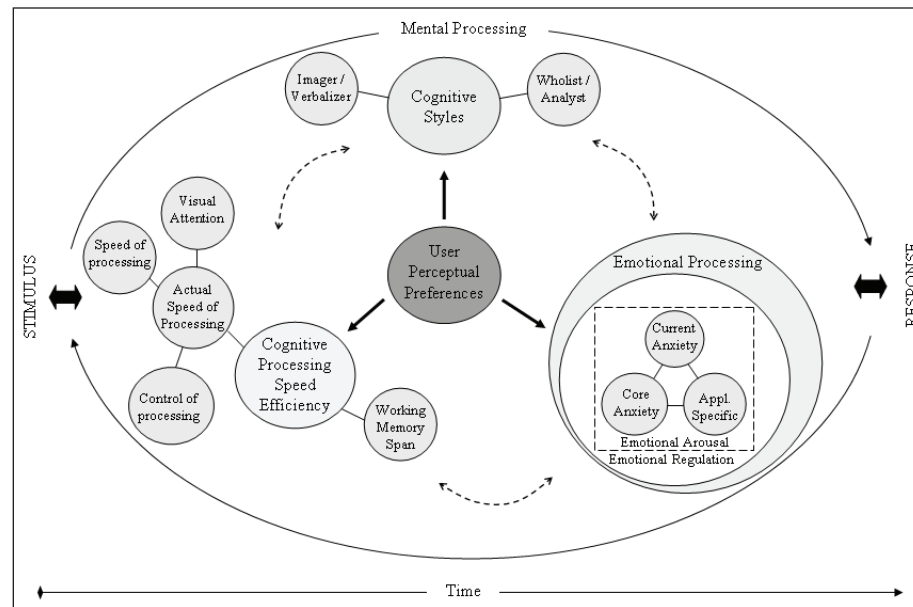 Mental Processing
Imager /
Verbalizer
Cognitive
Styles
Wholist /
Analyst
Visual
Attention
Speed of
processing
Actual
Speed of
Processing
Control of
processing
Cognitive
Processing
Speed
Efficiency
Working
Memory
Span
User
Perceptual
Preferences
Emotional Processing
Current
Anxiety
Core
Anxiety
Appl.
Specific
Emotional Arousal
Emotional Regulation
STIMULUS
RESPONSE
Time